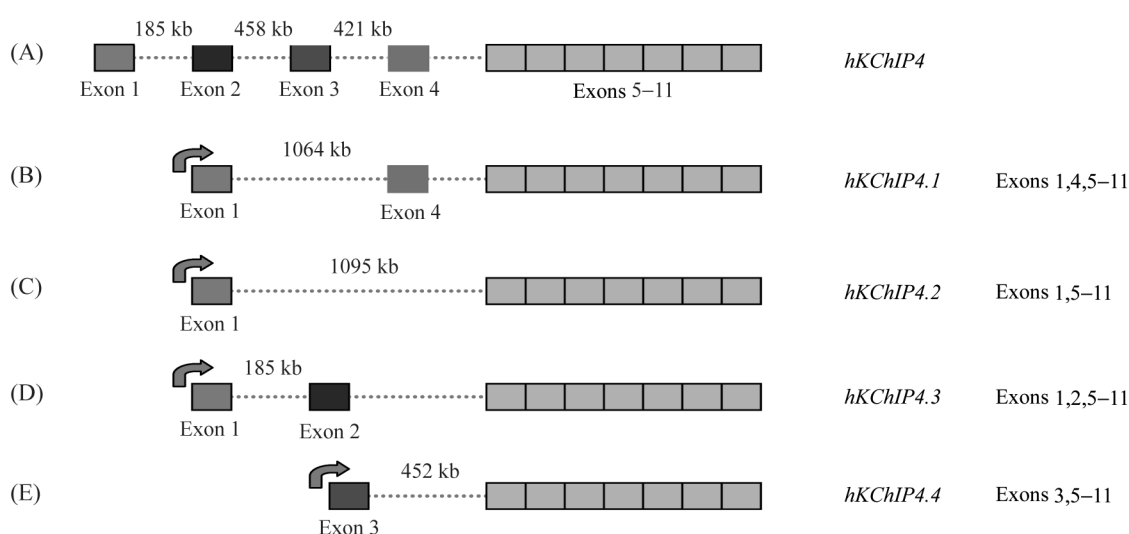 185 kb 458 kb 421 kb
(A) hKChIP4
Exon 1 Exon 2 Exon 3 Exon 4 Exons 5–11
1064 kb
(B) hKChIP4.1 Exons 1,4,5–11
Exon 1 Exon 4
1095 kb
(C) hKChIP4.2 Exons 1,5–11
Exon 1
185 kb
(D) hKChIP4.3 Exons 1,2,5–11
Exon 1 Exon 2
452 kb
(E) hKChIP4.4 Exons 3,5–11
Exon 3